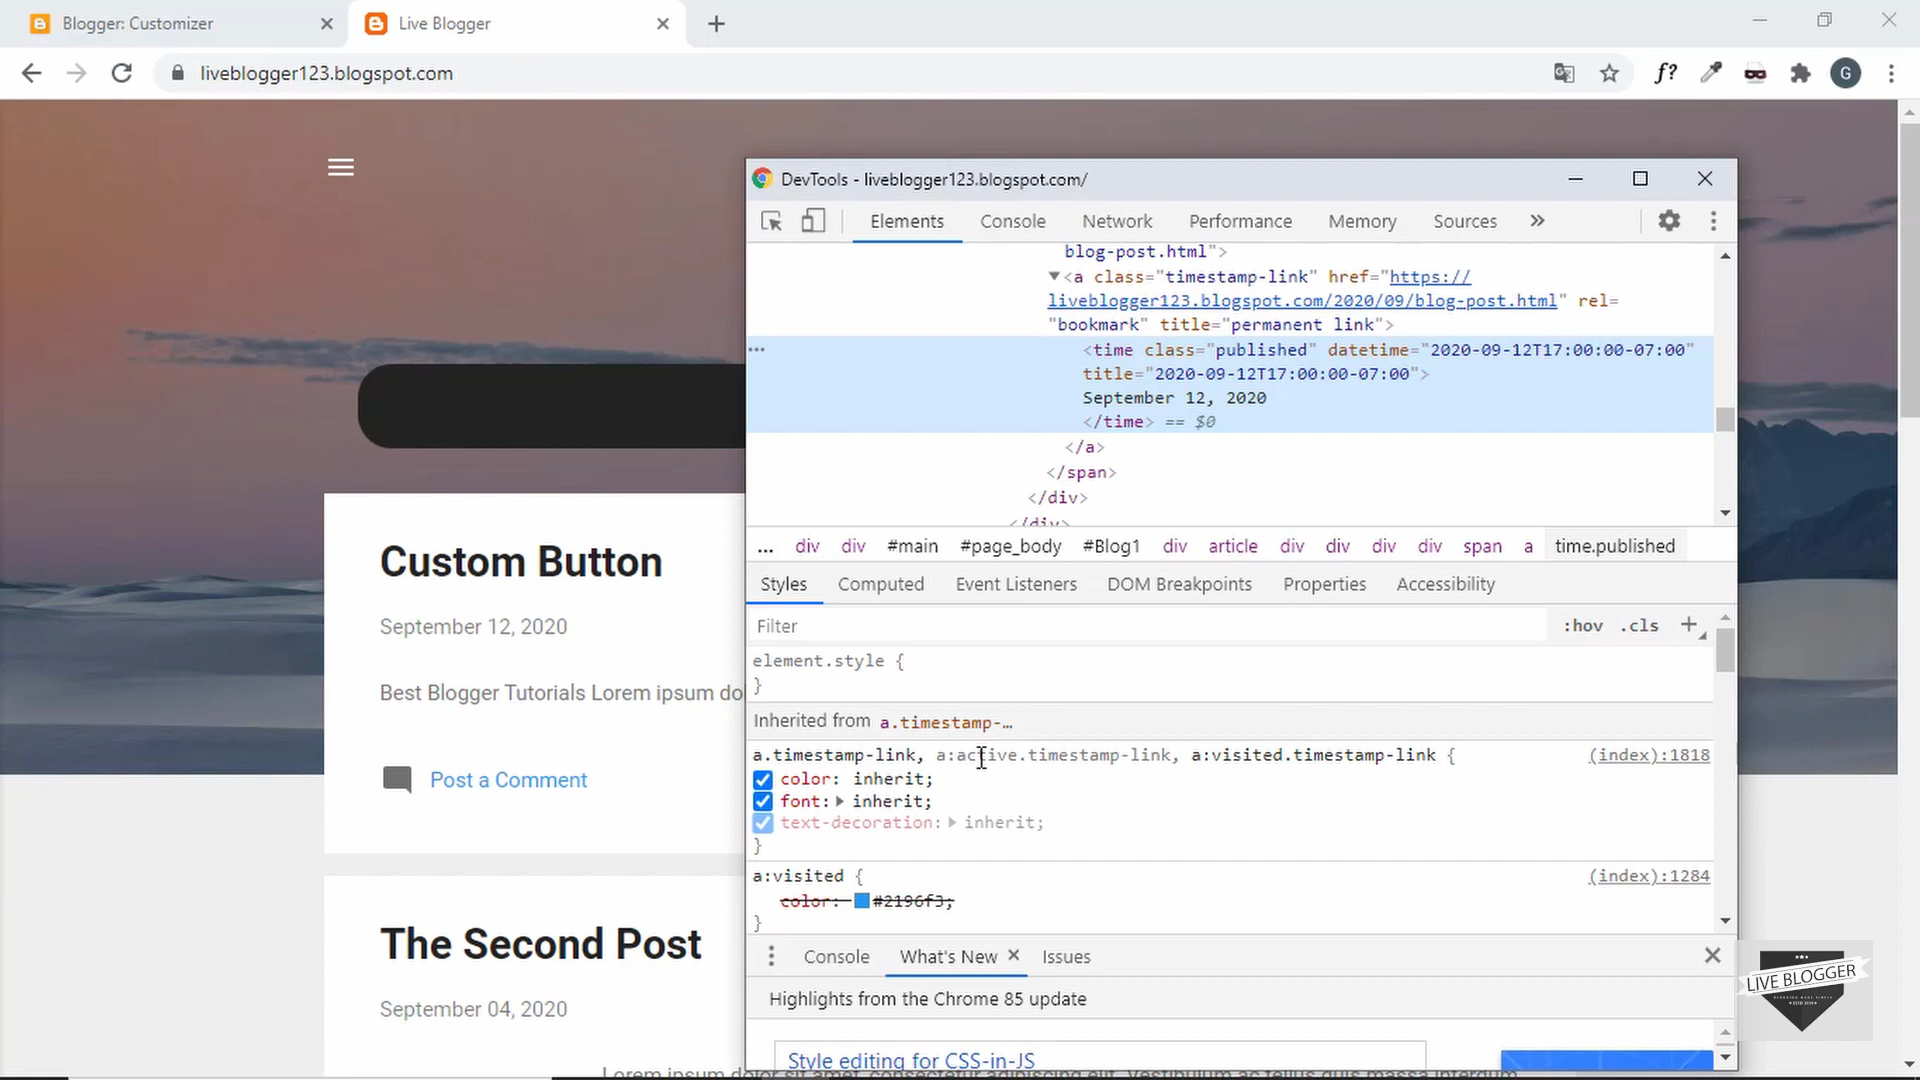 Blogger: Customizer
Live Blogger
liveblogger123.blogspot.com
f?
G
DevTools - liveblogger123.blogspot.com/
Elements
Console
Network
Performance
Memory
Sources
blog-post.html">
<a class="timestamp-link" href="https://
liveblogger123.blogspot.com/2020/09/blog-post.html" rel=
"bookmark" title="permanent link">
<time class="published" datetime="2020-09-12T17:00:00-07:00"
title="2020-09-12T17:00:00-07:00">
September 12, 2020
</time> == $0
</a>
</span>
</div>
</div>
... div div #main #page_body #Blog1 div article div div div div span a time.published
Styles Computed Event Listeners DOM Breakpoints Properties Accessibility
Filter
:hov .cls +
element.style {
}
Inherited from a.timestamp-…
a.timestamp-link, a:active.timestamp-link, a:visited.timestamp-link {
(index):1818
color: inherit;
font: inherit;
text-decoration: inherit;
}
a:visited {
(index):1284
color: #2196f3;
}
Console
What's New
Issues
Highlights from the Chrome 85 update
Style editing for CSS-in-JS
Custom Button
September 12, 2020
Best Blogger Tutorials Lorem ipsum do
Post a Comment
The Second Post
September 04, 2020
LIVE BLOGGER